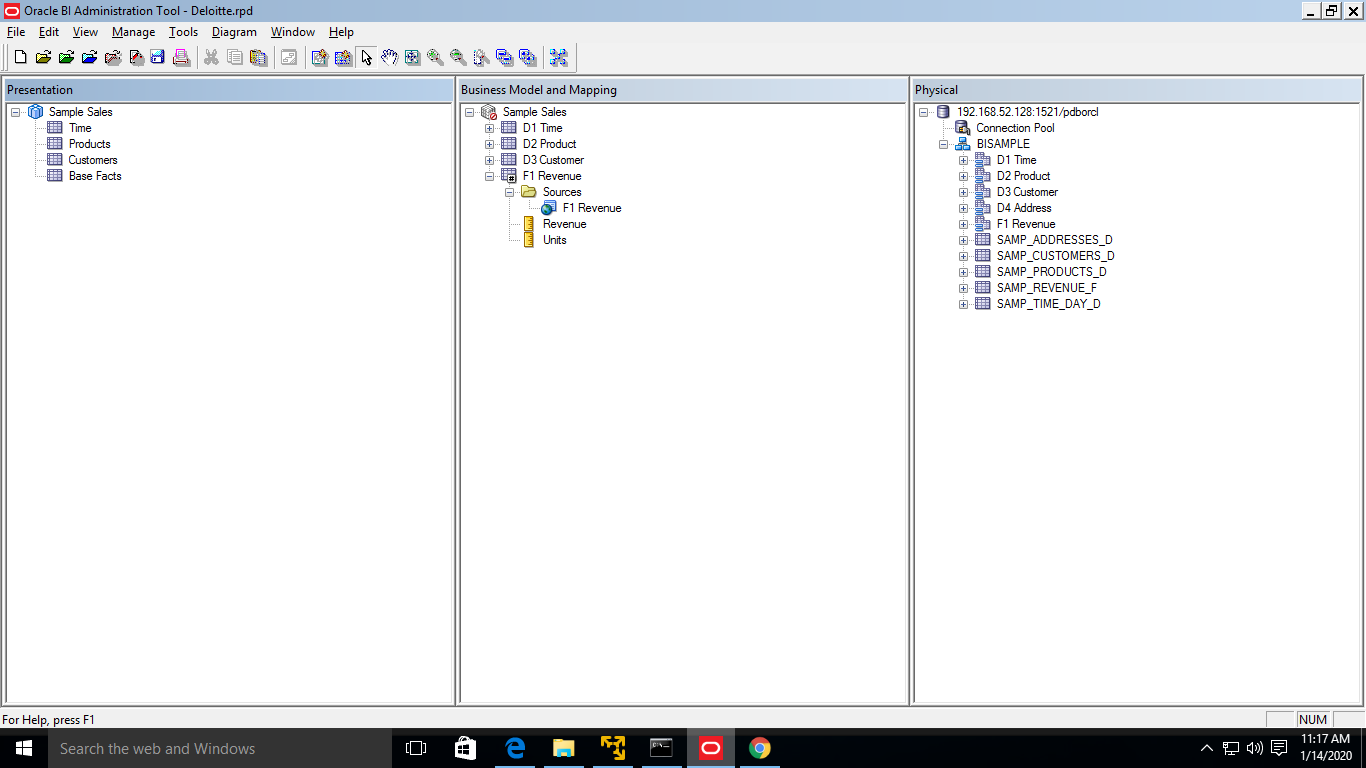 Oracle BI Administration Tool - Deloitte.rpd
File Edit View Manage Tools Diagram Window Help
Presentation
Sample Sales
Time
Products
Customers
Base Facts
Business Model and Mapping
Sample Sales
D1 Time
D2 Product
D3 Customer
F1 Revenue
Sources
F1 Revenue
Revenue
Units
Physical
192.168.52.128:1521/pdborcl
Connection Pool
BISAMPLE
D1 Time
D2 Product
D3 Customer
D4 Address
F1 Revenue
SAMP_ADDRESSES_D
SAMP_CUSTOMERS_D
SAMP_PRODUCTS_D
SAMP_REVENUE_F
SAMP_TIME_DAY_D
For Help, press F1
NUM
Search the web and Windows
11:17 AM
1/14/2020